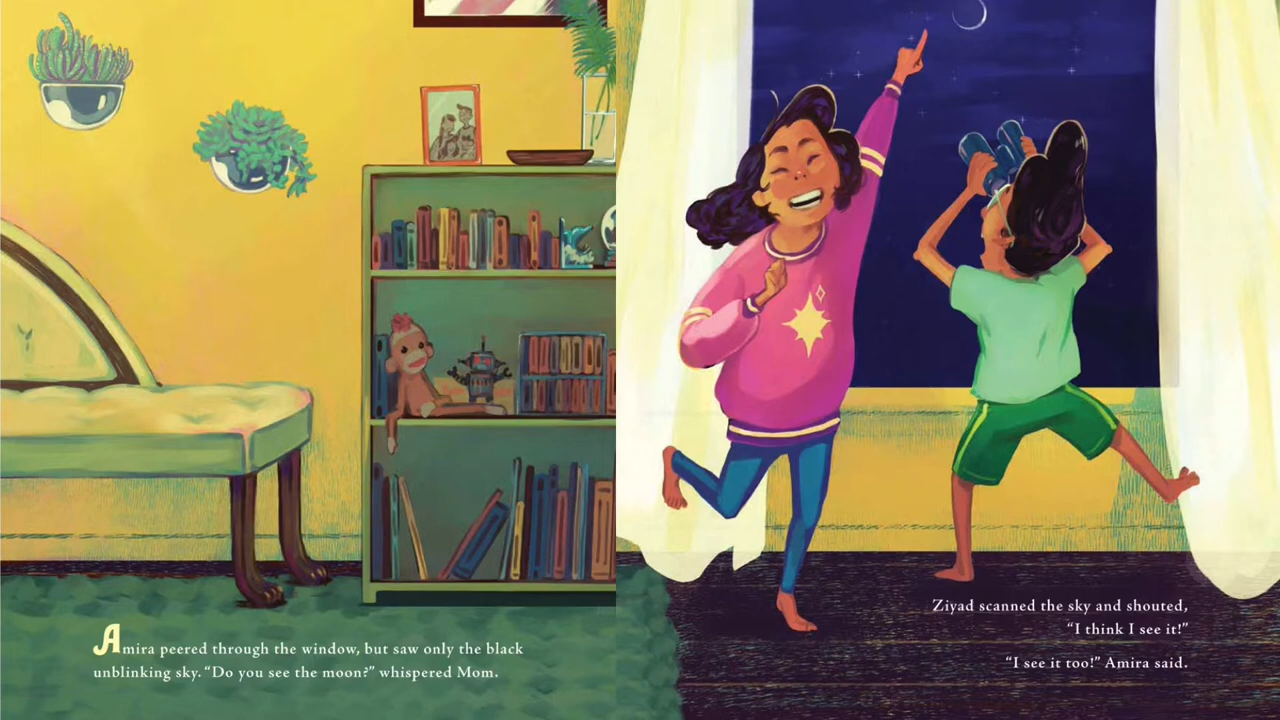 Amira peered through the window, but saw only the black
unblinking sky. “Do you see the moon?” whispered Mom.
Ziyad scanned the sky and shouted,
“I think I see it!”
“I see it too!” Amira said.